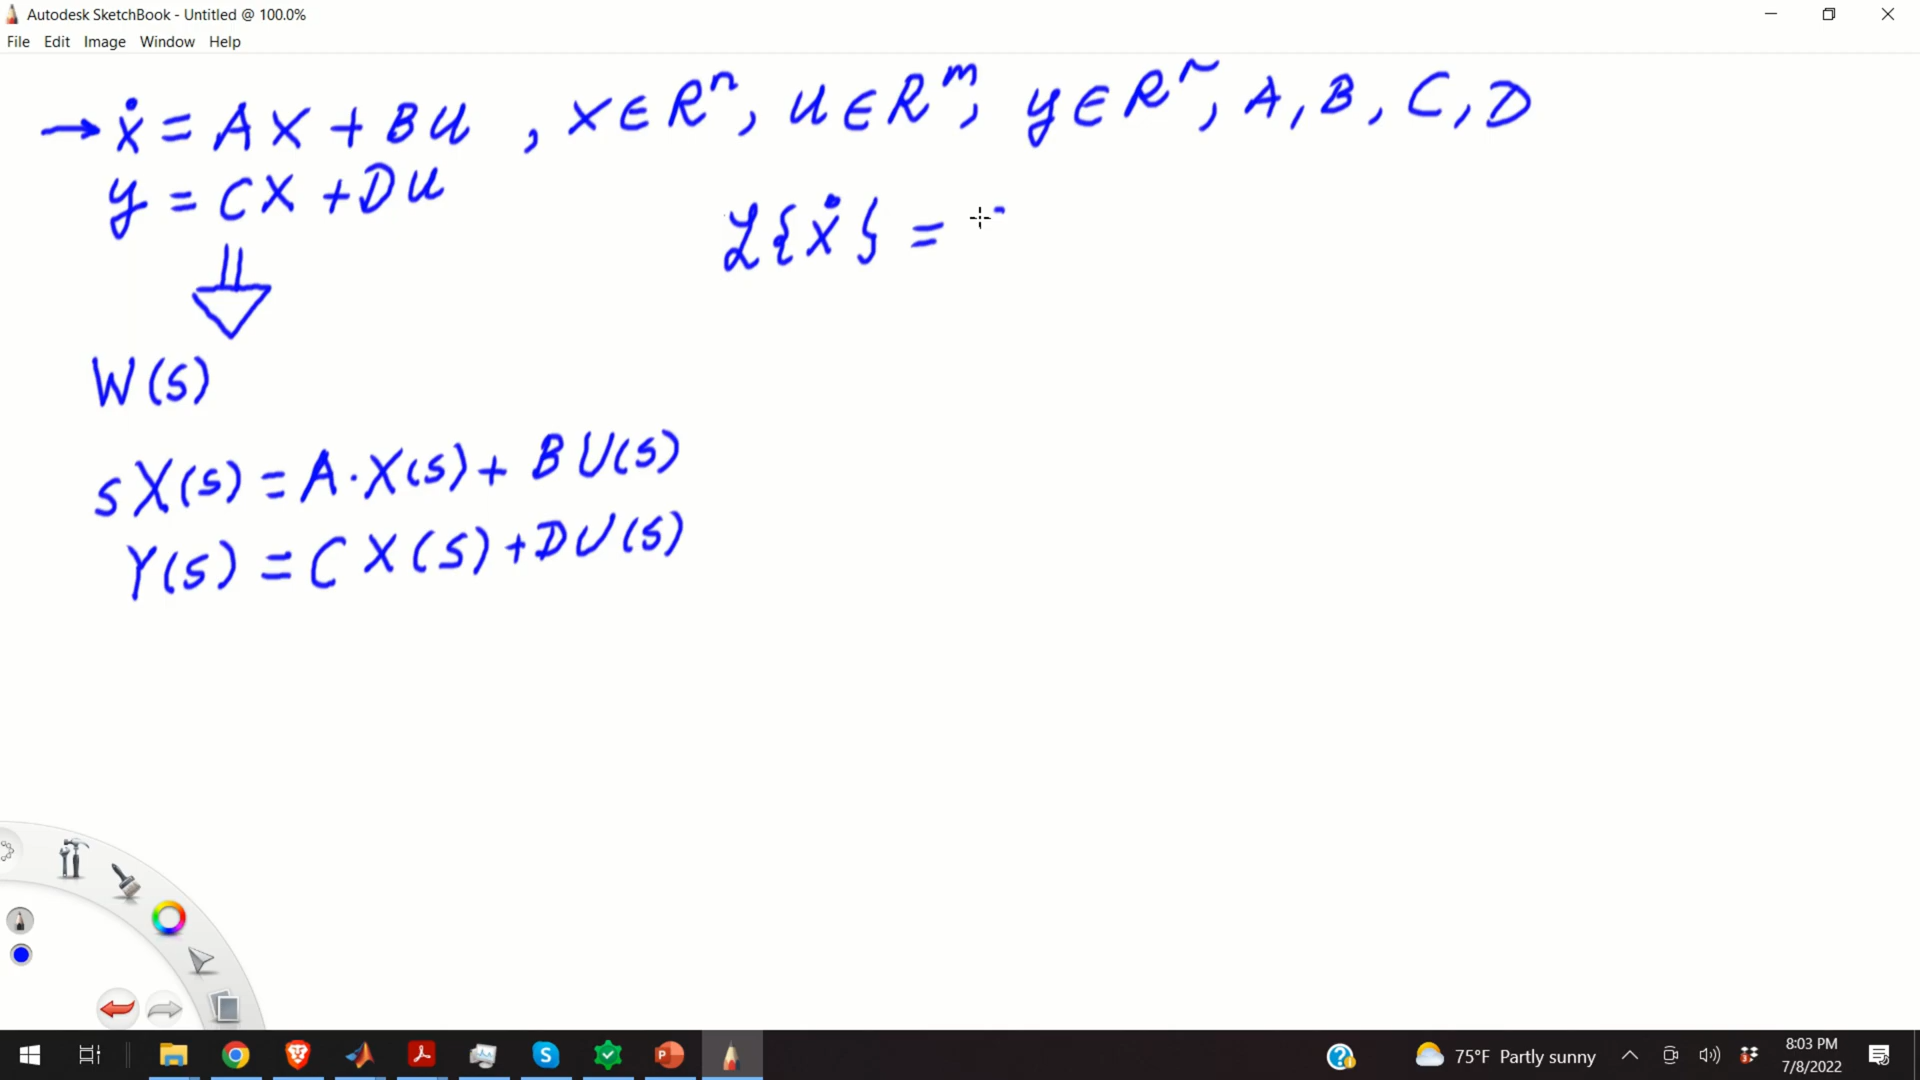 Autodesk SketchBook - Untitled @ 100.0%
File Edit Image Window Help
→ ẋ = Ax + Bu , x ∈ Rⁿ, u ∈ Rᵐ, y ∈ Rʳ, A, B, C, D
y = Cx + Du
ℒ{ẋ} =
W(s)
sX(s) = A·X(s) + BU(s)
Y(s) = CX(s) + DU(s)
75°F Partly sunny
8:03 PM
7/8/2022